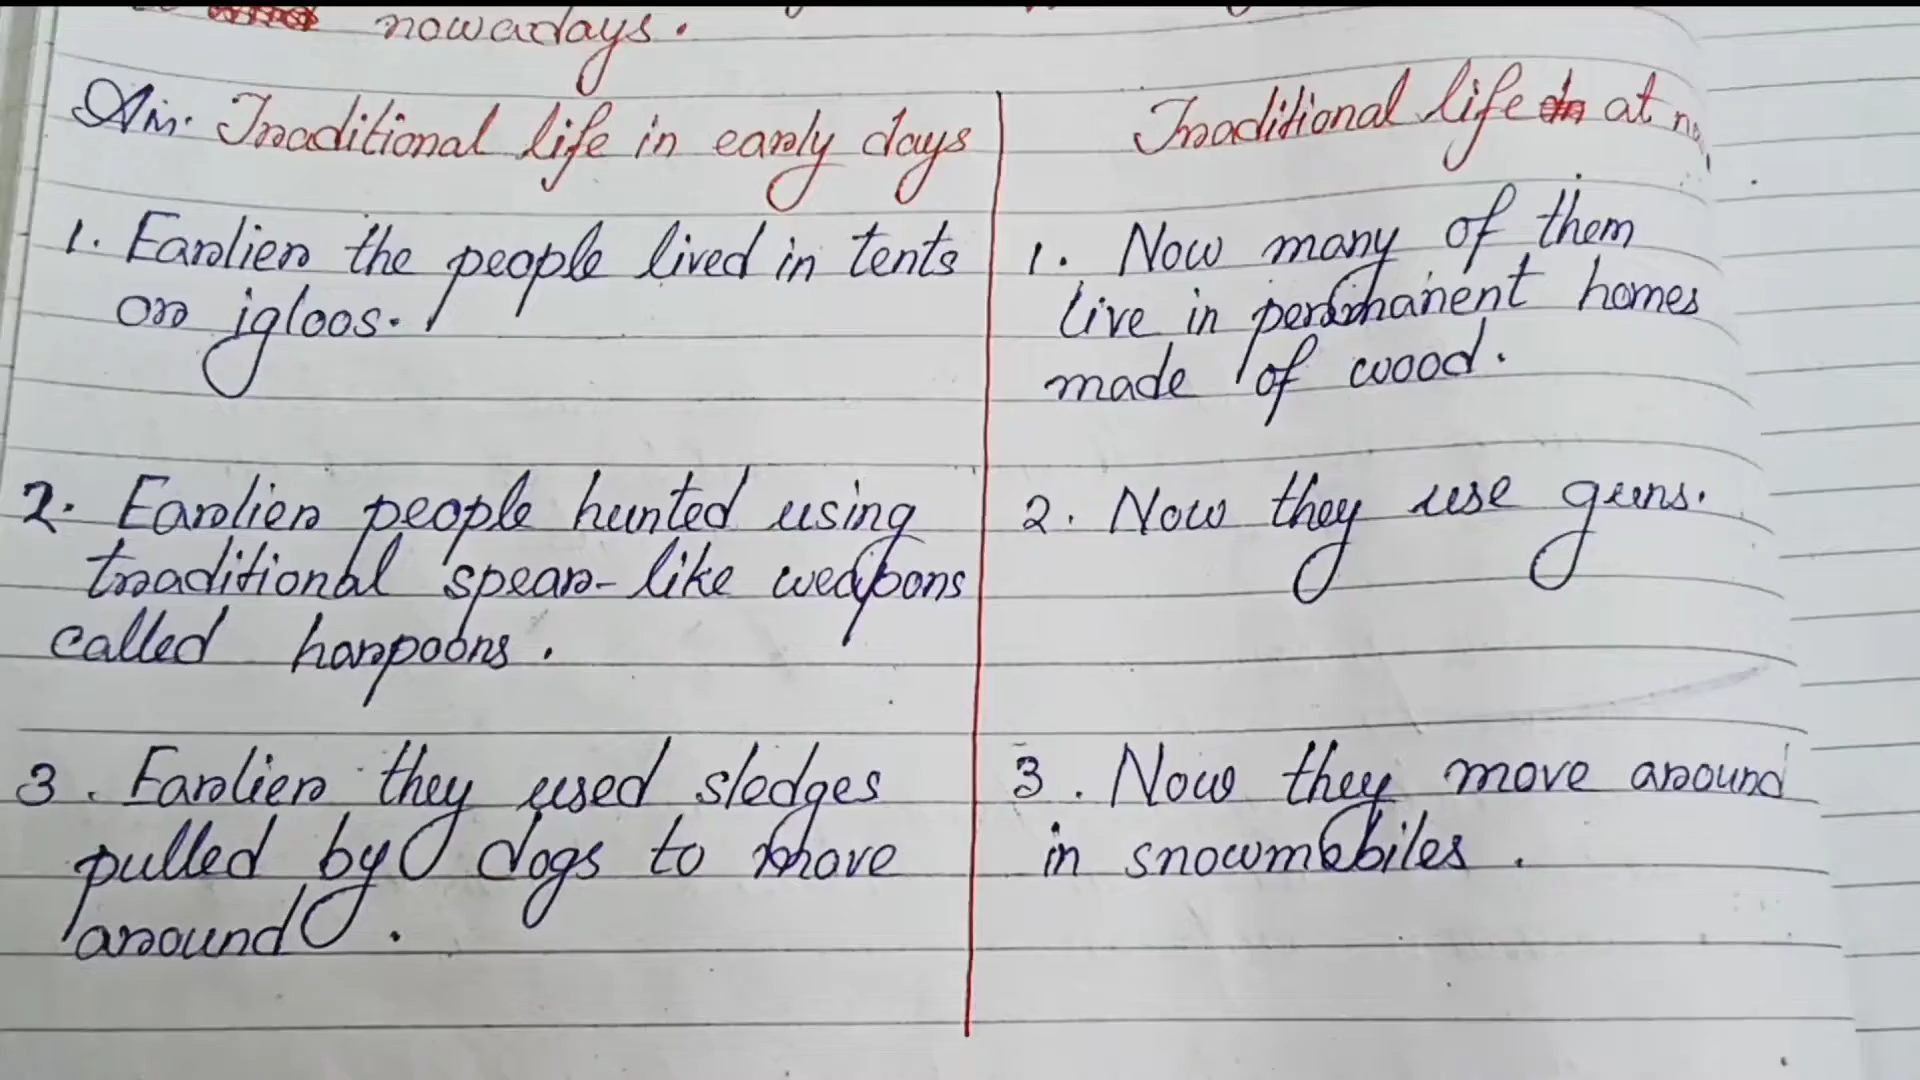 nowadays.
Ans. Traditional life in early days
1. Earlier the people lived in tents
or igloos.
2. Earlier people hunted using
traditional spear-like weapons
called harpoons.
3. Earlier they used sledges
pulled by dogs to move
around.
Traditional life at
1. Now many of them
live in permanent homes
made of wood.
2. Now they use guns.
3. Now they move around
in snowmobiles.